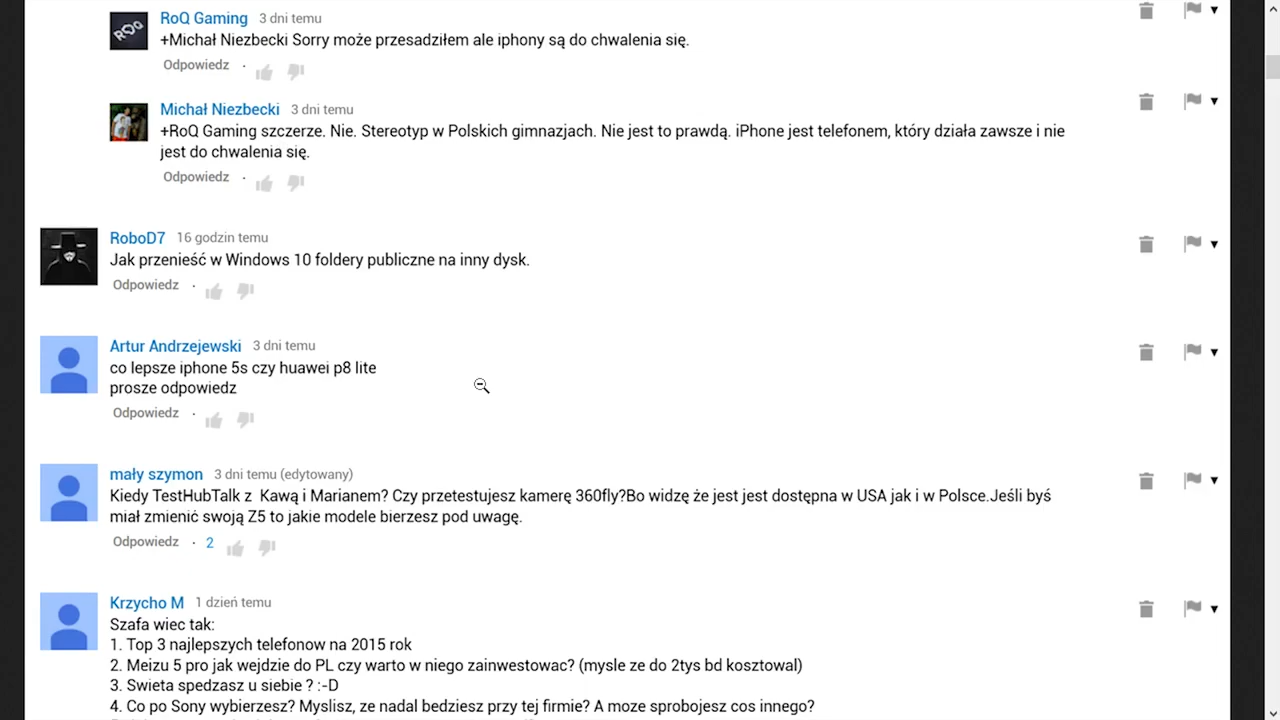 RoQ Gaming 3 dni temu
+Michał Niezbecki Sorry może przesadziłem ale iphony są do chwalenia się.
Odpowiedz ·
Michał Niezbecki 3 dni temu
+RoQ Gaming szczerze. Nie. Stereotyp w Polskich gimnazjach. Nie jest to prawdą. iPhone jest telefonem, który działa zawsze i nie
jest do chwalenia się.
Odpowiedz ·
RoboD7 16 godzin temu
Jak przenieść w Windows 10 foldery publiczne na inny dysk.
Odpowiedz ·
Artur Andrzejewski 3 dni temu
co lepsze iphone 5s czy huawei p8 lite
prosze odpowiedz
Odpowiedz ·
mały szymon 3 dni temu (edytowany)
Kiedy TestHubTalk z Kawą i Marianem? Czy przetestujesz kamerę 360fly?Bo widzę że jest jest dostępna w USA jak i w Polsce.Jeśli byś
miał zmienić swoją Z5 to jakie modele bierzesz pod uwagę.
Odpowiedz · 2
Krzycho M 1 dzień temu
Szafa wiec tak:
1. Top 3 najlepszych telefonow na 2015 rok
2. Meizu 5 pro jak wejdzie do PL czy warto w niego zainwestowac? (mysle ze do 2tys bd kosztowal)
3. Swieta spedzasz u siebie ? :-D
4. Co po Sony wybierzesz? Myslisz, ze nadal bedziesz przy tej firmie? A moze sprobojesz cos innego?